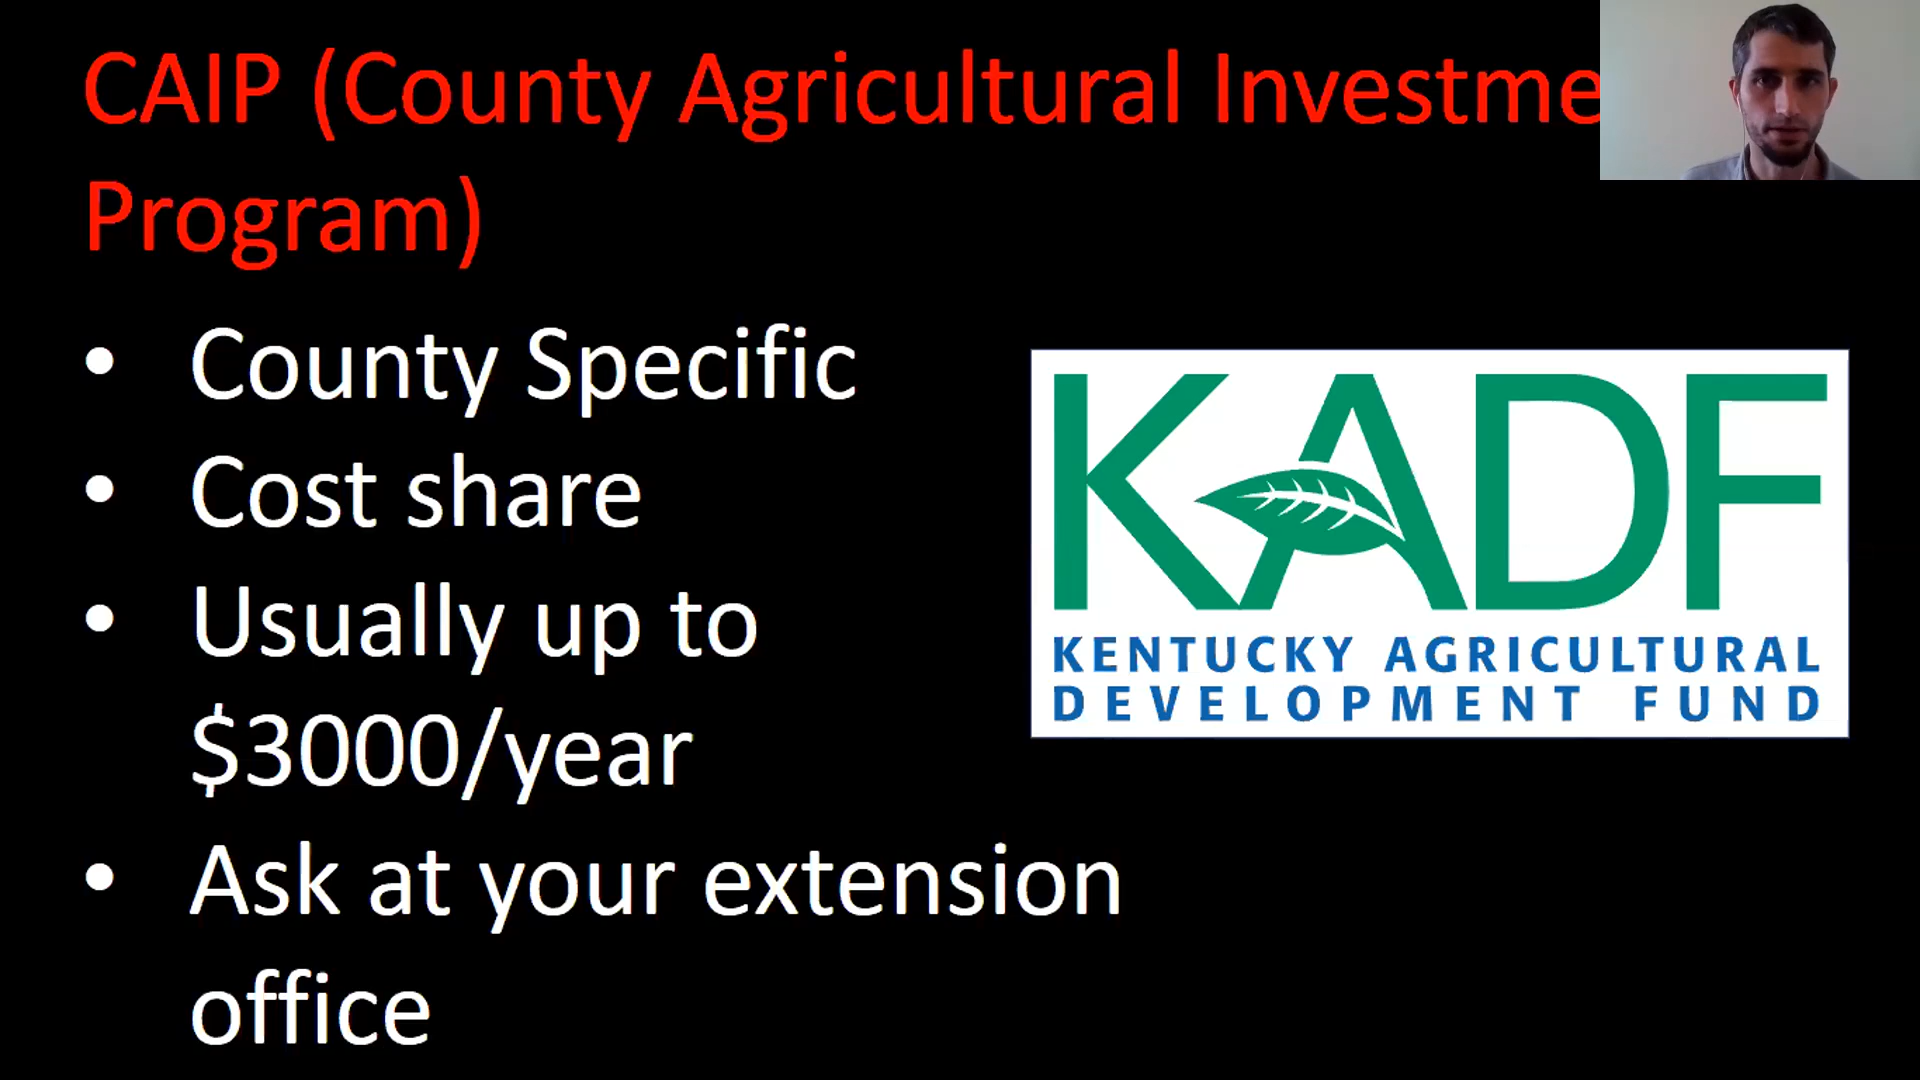 CAIP (County Agricultural Investme
Program)
• County Specific
• Cost share
• Usually up to
$3000/year
• Ask at your extension
office
KADF
KENTUCKY AGRICULTURAL
DEVELOPMENT FUND